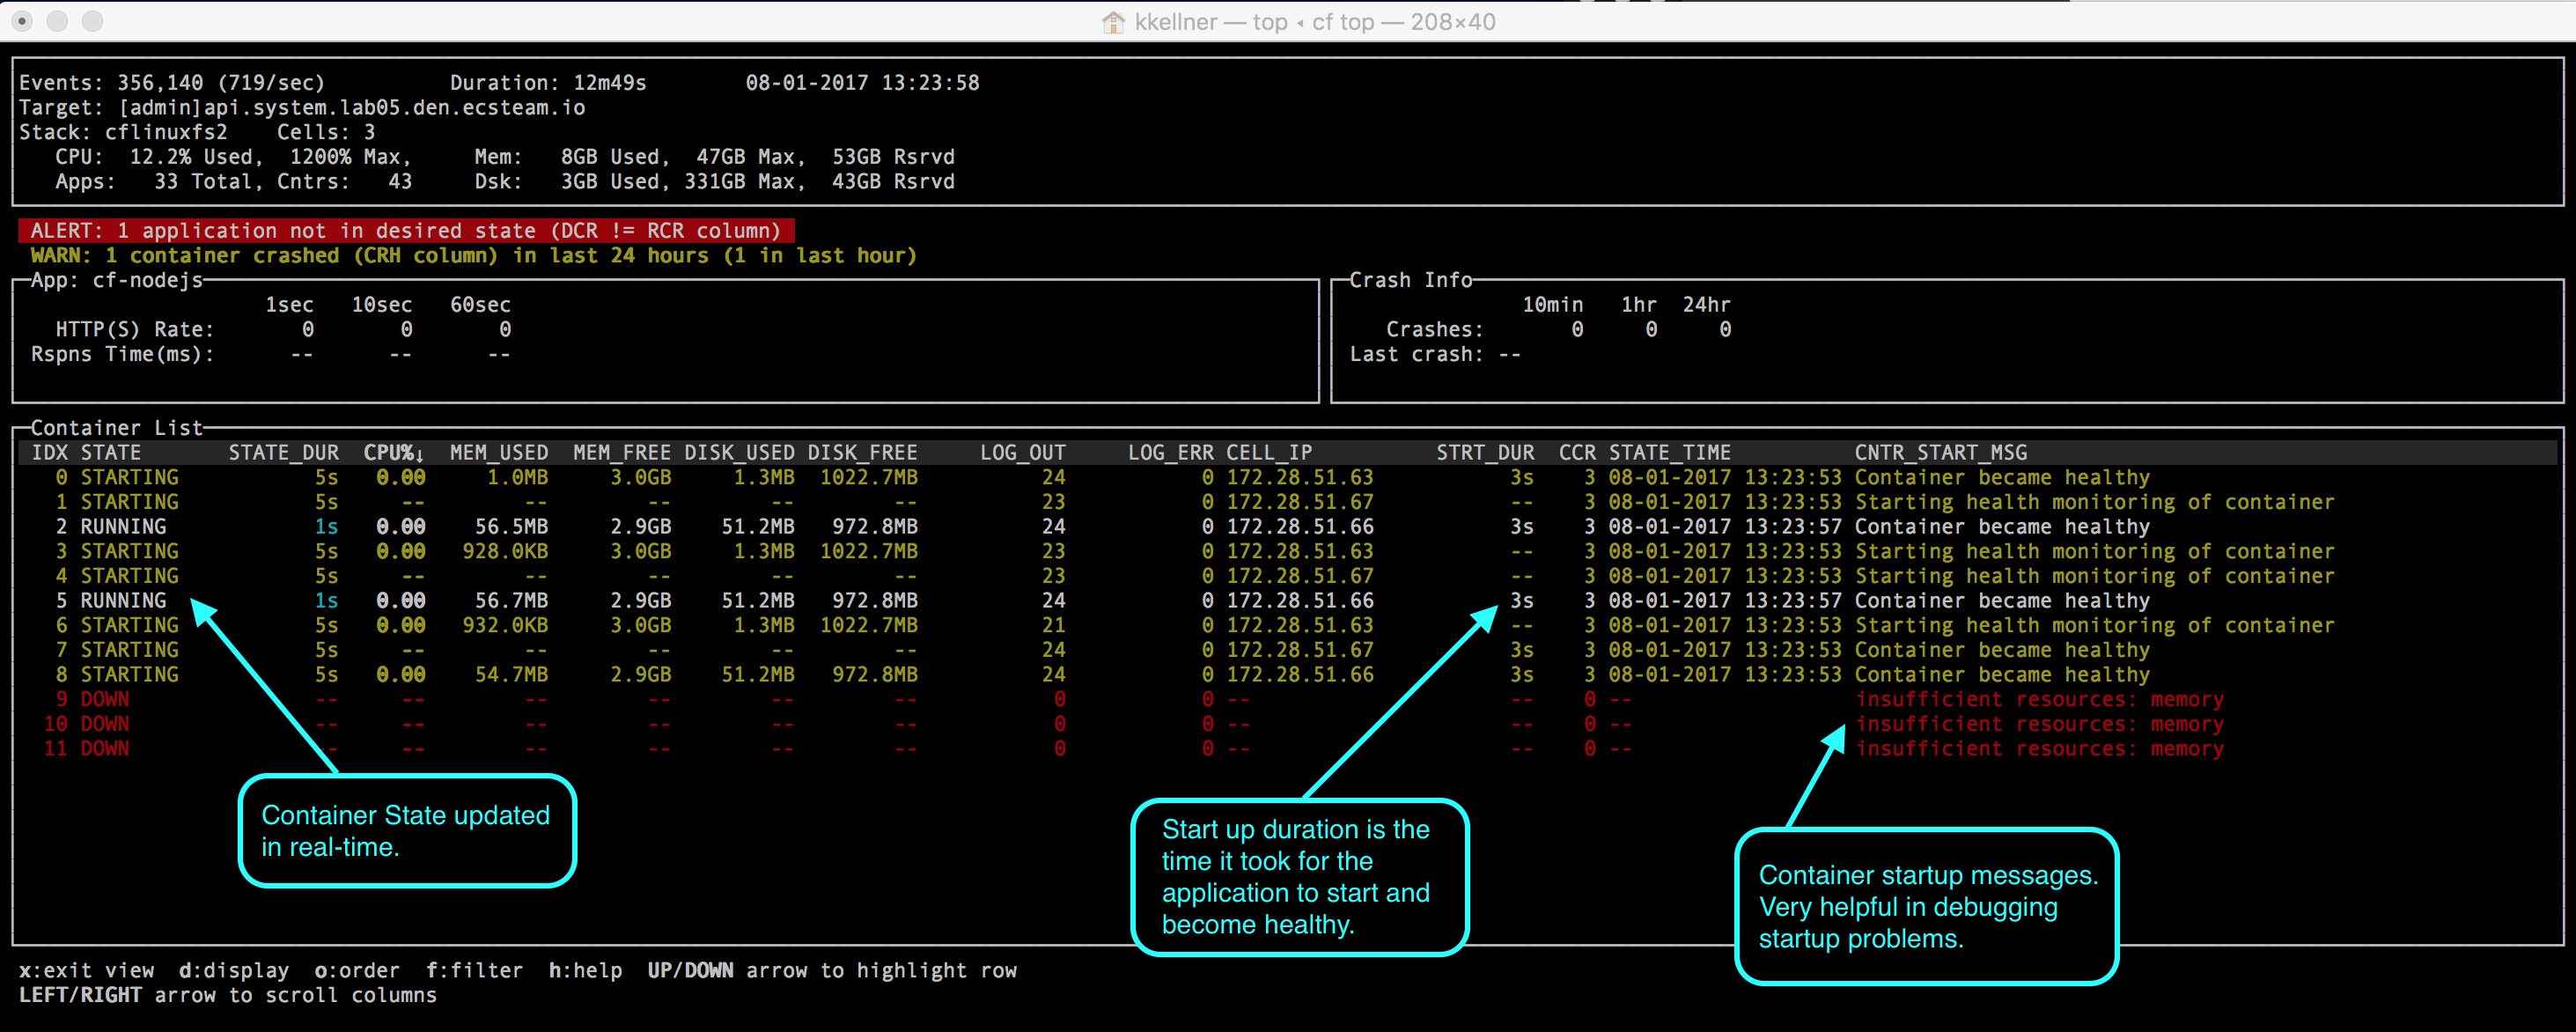 kkellner — top ◂ cf top — 208×40
Events: 356,140 (719/sec)          Duration: 12m49s        08-01-2017 13:23:58
Target: [admin]api.system.lab05.den.ecsteam.io
Stack: cflinuxfs2    Cells: 3
CPU:  12.2% Used,  1200% Max,     Mem:   8GB Used,  47GB Max,  53GB Rsrvd
Apps:   33 Total, Cntrs:   43     Dsk:   3GB Used, 331GB Max,  43GB Rsrvd
ALERT: 1 application not in desired state (DCR != RCR column)
WARN: 1 container crashed (CRH column) in last 24 hours (1 in last hour)
App: cf-nodejs
1sec   10sec   60sec
HTTP(S) Rate:       0       0       0
Rspns Time(ms):      --      --      --
Crash Info
10min   1hr  24hr
Crashes:       0     0     0
Last crash: --
Container List
IDX STATE       STATE_DUR  CPU%↓  MEM_USED  MEM_FREE DISK_USED DISK_FREE     LOG_OUT     LOG_ERR CELL_IP          STRT_DUR  CCR STATE_TIME          CNTR_START_MSG
0 STARTING           5s   0.00     1.0MB     3.0GB     1.3MB  1022.7MB          24           0 172.28.51.63           3s    3 08-01-2017 13:23:53 Container became healthy
1 STARTING           5s     --        --        --        --        --          23           0 172.28.51.67           --    3 08-01-2017 13:23:53 Starting health monitoring of container
2 RUNNING            1s   0.00    56.5MB     2.9GB    51.2MB   972.8MB          24           0 172.28.51.66           3s    3 08-01-2017 13:23:57 Container became healthy
3 STARTING           5s   0.00   928.0KB     3.0GB     1.3MB  1022.7MB          23           0 172.28.51.63           --    3 08-01-2017 13:23:53 Starting health monitoring of container
4 STARTING           5s     --        --        --        --        --          23           0 172.28.51.67           --    3 08-01-2017 13:23:53 Starting health monitoring of container
5 RUNNING            1s   0.00    56.7MB     2.9GB    51.2MB   972.8MB          24           0 172.28.51.66           3s    3 08-01-2017 13:23:57 Container became healthy
6 STARTING           5s   0.00   932.0KB     3.0GB     1.3MB  1022.7MB          21           0 172.28.51.63           --    3 08-01-2017 13:23:53 Starting health monitoring of container
7 STARTING           5s     --        --        --        --        --          24           0 172.28.51.67           3s    3 08-01-2017 13:23:53 Container became healthy
8 STARTING           5s   0.00    54.7MB     2.9GB    51.2MB   972.8MB          24           0 172.28.51.66           3s    3 08-01-2017 13:23:53 Container became healthy
9 DOWN               --     --        --        --        --        --           0           0 --                     --    0 --                  insufficient resources: memory
10 DOWN               --     --        --        --        --        --           0           0 --                     --    0 --                  insufficient resources: memory
11 DOWN               --     --        --        --        --        --           0           0 --                     --    0 --                  insufficient resources: memory
Container State updated
in real-time.
Start up duration is the
time it took for the
application to start and
become healthy.
Container startup messages.
Very helpful in debugging
startup problems.
x:exit view  d:display  o:order  f:filter  h:help  UP/DOWN arrow to highlight row
LEFT/RIGHT arrow to scroll columns